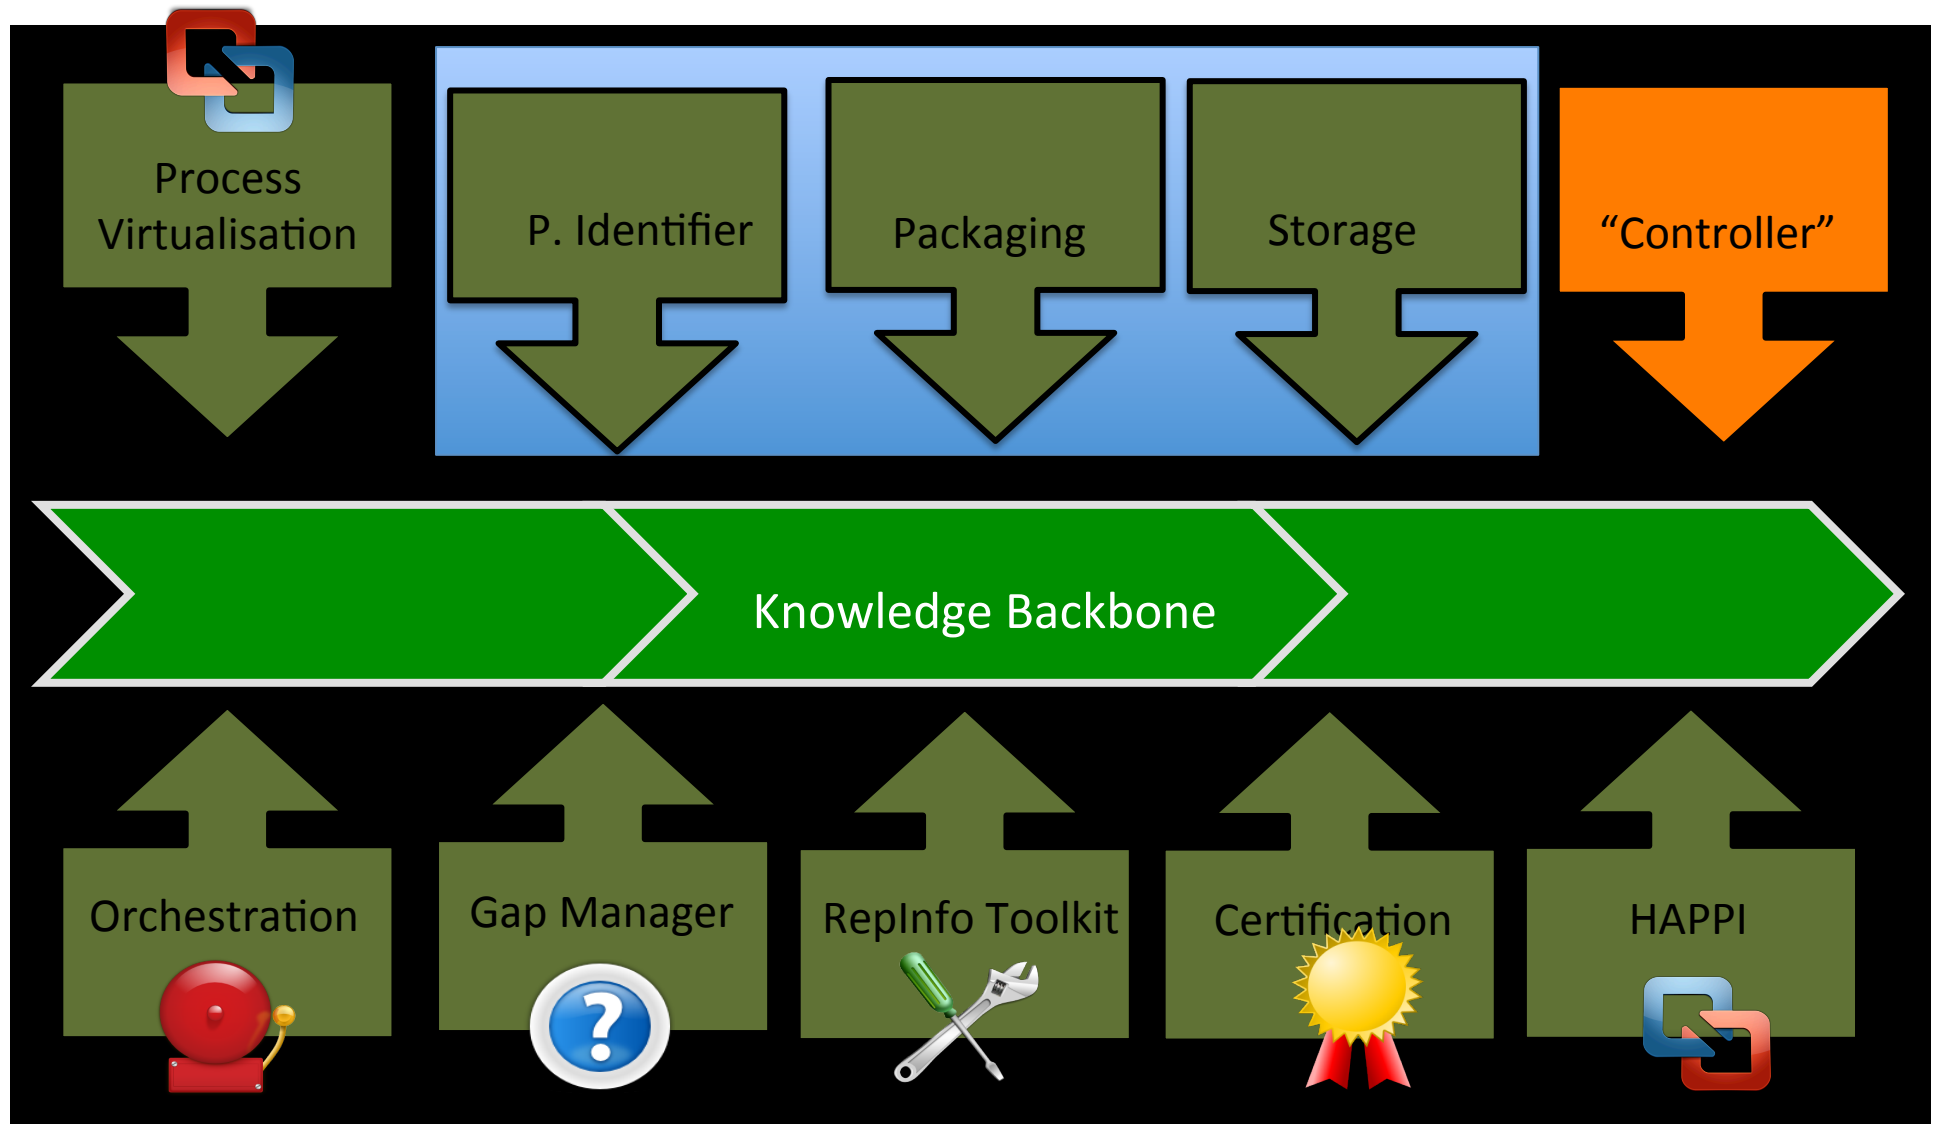 Process
Virtualisation
P. Identifier
Packaging
Storage
“Controller”
Knowledge Backbone
Orchestration
Gap Manager
RepInfo Toolkit
Certification
HAPPI
?